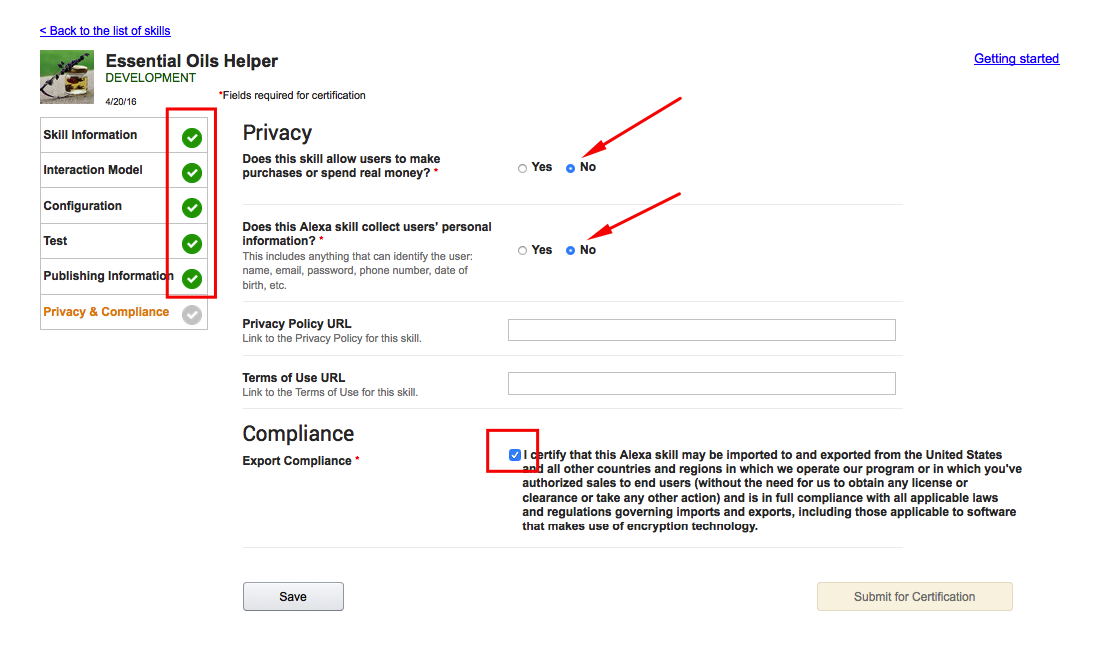 < Back to the list of skills
Essential Oils Helper
Getting started
DEVELOPMENT
4/20/16
*Fields required for certification
Skill Information
Interaction Model
Configuration
Test
Publishing Information
Privacy & Compliance
Privacy
Does this skill allow users to make
purchases or spend real money? *
Yes No
Does this Alexa skill collect users' personal
information? *
This includes anything that can identify the user:
name, email, password, phone number, date of
birth, etc.
Yes No
Privacy Policy URL
Link to the Privacy Policy for this skill.
Terms of Use URL
Link to the Terms of Use for this skill.
Compliance
Export Compliance *
I certify that this Alexa skill may be imported to and exported from the United States
and all other countries and regions in which we operate our program or in which you've
authorized sales to end users (without the need for us to obtain any license or
clearance or take any other action) and is in full compliance with all applicable laws
and regulations governing imports and exports, including those applicable to software
that makes use of encryption technology.
Save
Submit for Certification